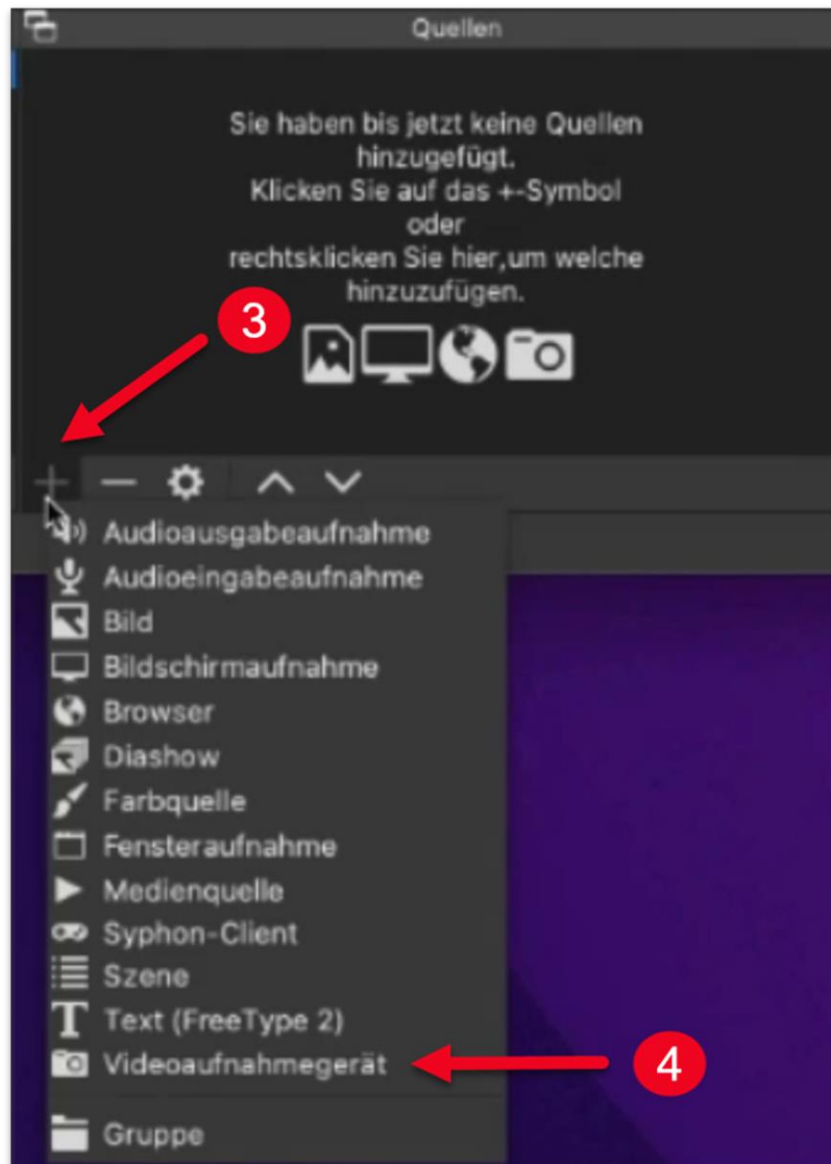 Quellen
Sie haben bis jetzt keine Quellen
hinzugefügt.
Klicken Sie auf das +-Symbol
oder
rechtsklicken Sie hier,um welche
hinzuzufügen.
3
Audioausgabeaufnahme
Audioeingabeaufnahme
Bild
Bildschirmaufnahme
Browser
Diashow
Farbquelle
Fensteraufnahme
Medienquelle
Syphon-Client
Szene
Text (FreeType 2)
Videoaufnahmegerät
4
Gruppe